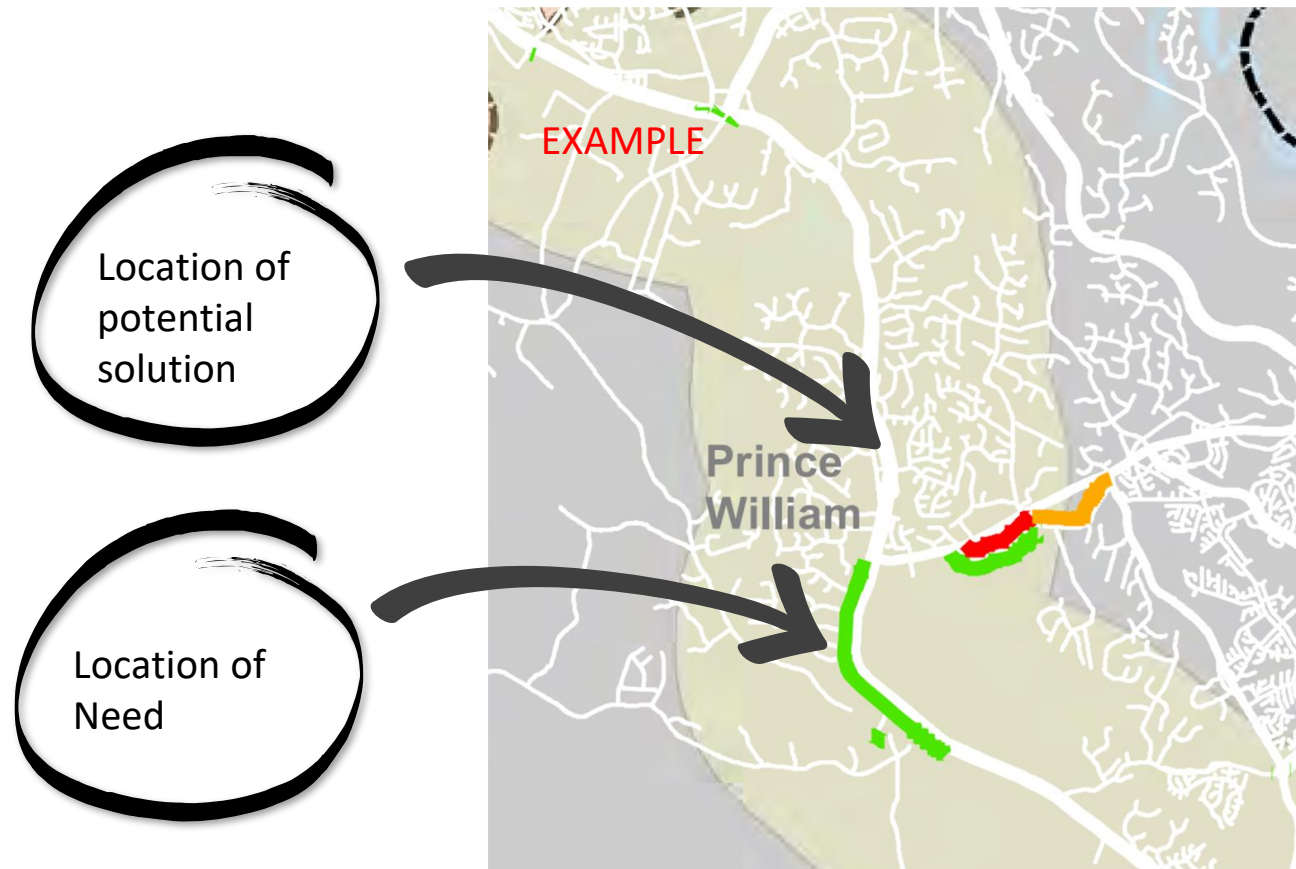 EXAMPLE
Location of
potential
solution
Prince
William
Location of
Need